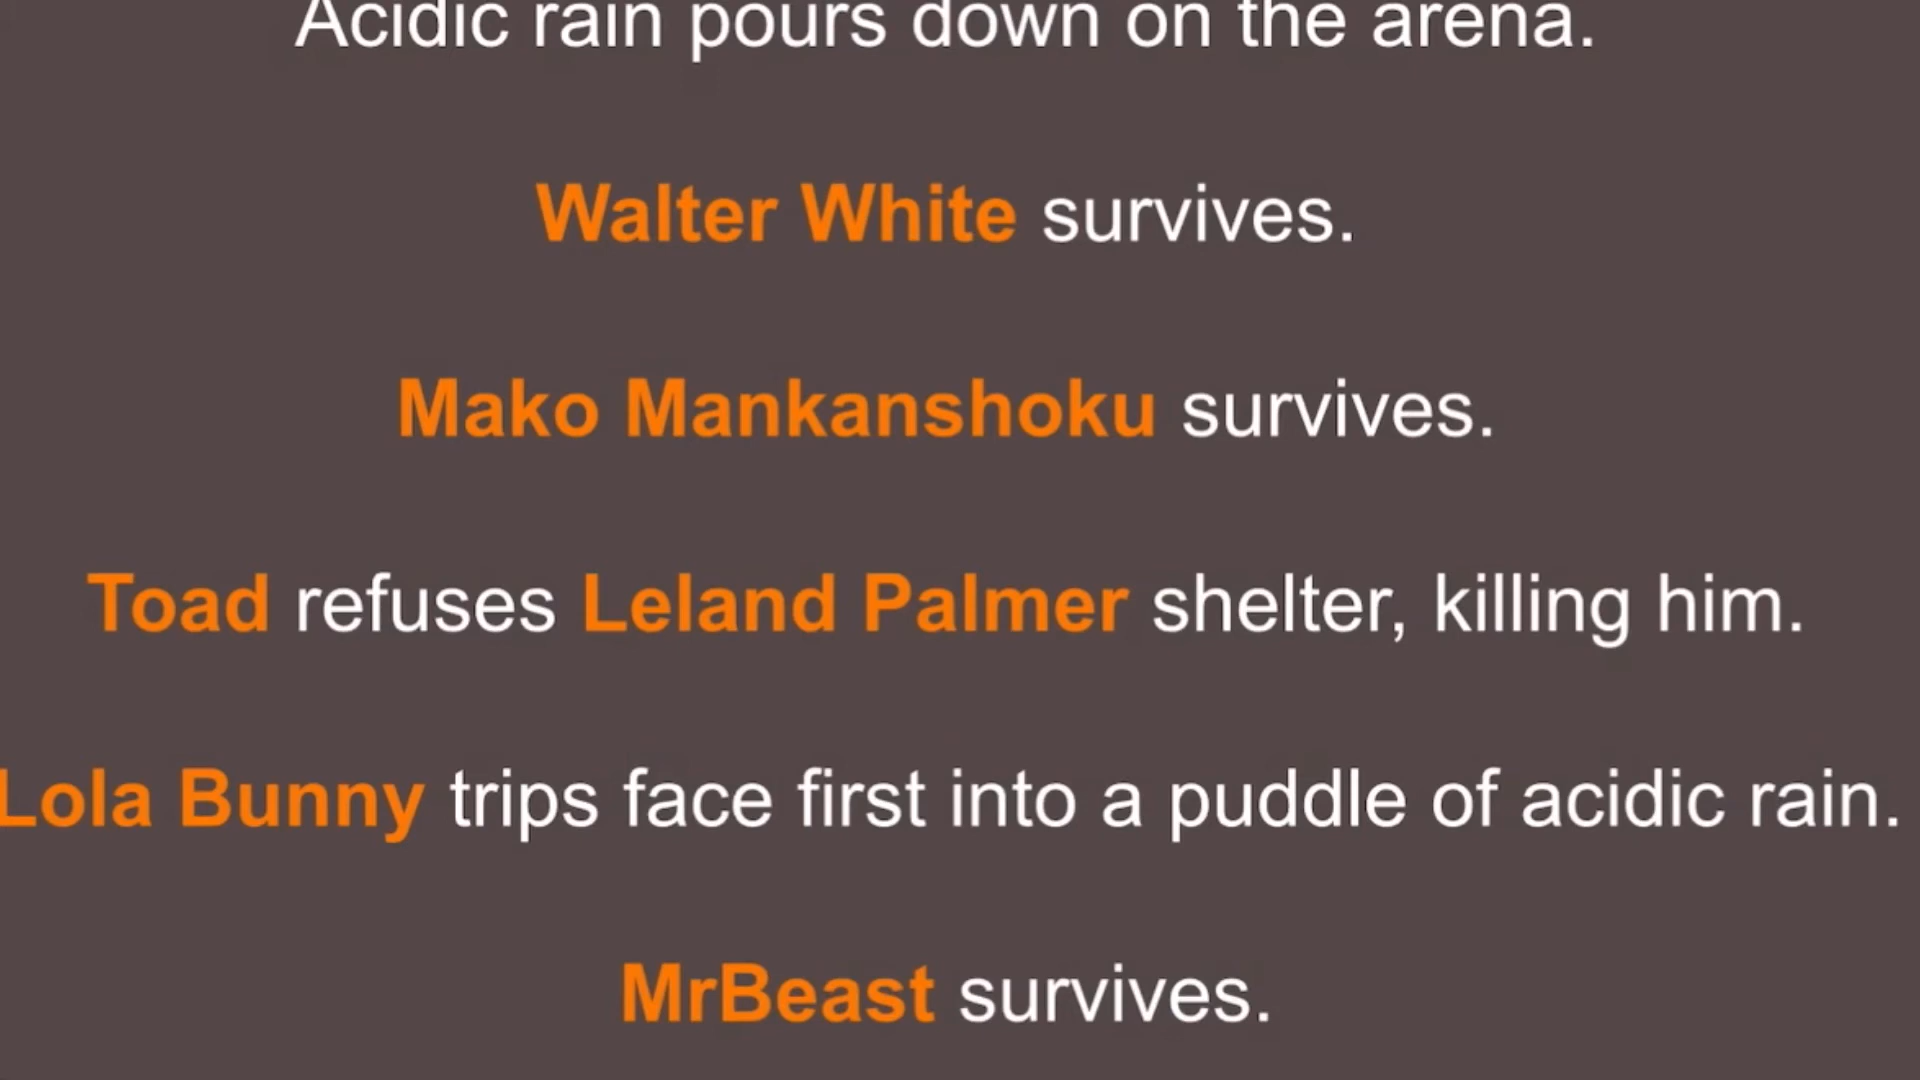 Acidic rain pours down on the arena.
Walter White survives.
Mako Mankanshoku survives.
Toad refuses Leland Palmer shelter, killing him.
Lola Bunny trips face first into a puddle of acidic rain.
MrBeast survives.